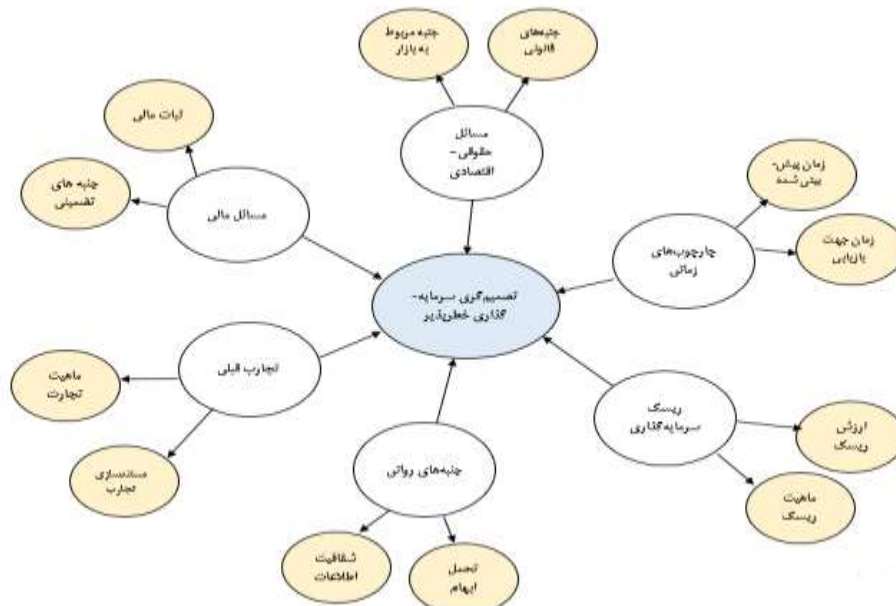 جنبه مربوط
به بازار
جنبه‌های
قانونی
مسائل
حقوقی-
اقتصادی
ثبات مالی
جنبه های
تضمینی
مسائل مالی
زمان پیش-
بینی شده
زمان جهت
بازیابی
چارچوب‌های
زمانی
تصمیم‌گیری سرمایه-
گذاری خطرپذیر
تجارب قبلی
ماهیت
تجارت
مستندسازی
تجارب
ریسک
سرمایه‌گذاری
ارزش
ریسک
ماهیت
ریسک
جنبه‌های روانی
شفافیت
اطلاعات
تحمل
ابهام